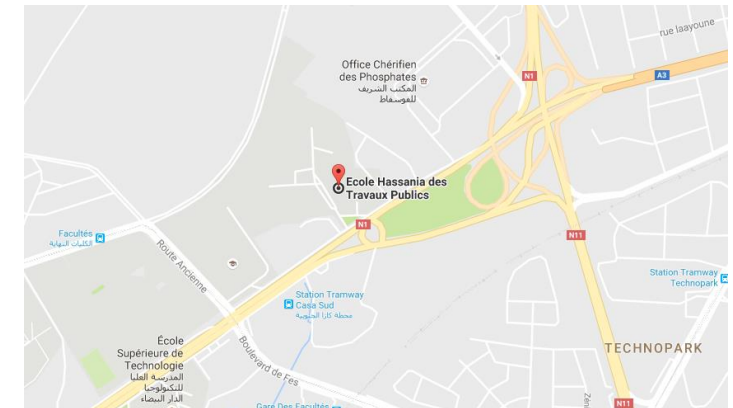 rue laayoune
Office Chérifien
des Phosphates
المكتب الشريف
للفوسفاط
N1
A3
Ecole Hassania des
Travaux Publics
N1
N11
Facultés
الكليات النهاية
Route Ancienne
Station Tramway
Technopark
Station Tramway
Casa Sud
محطة كازا الجنوبية
École
Supérieure de
Technologie
المدرسة العليا
للتكنولوجيا
الدار البيضاء
Boulevard de Fes
TECHNOPARK
Gare Des Facultés
N11